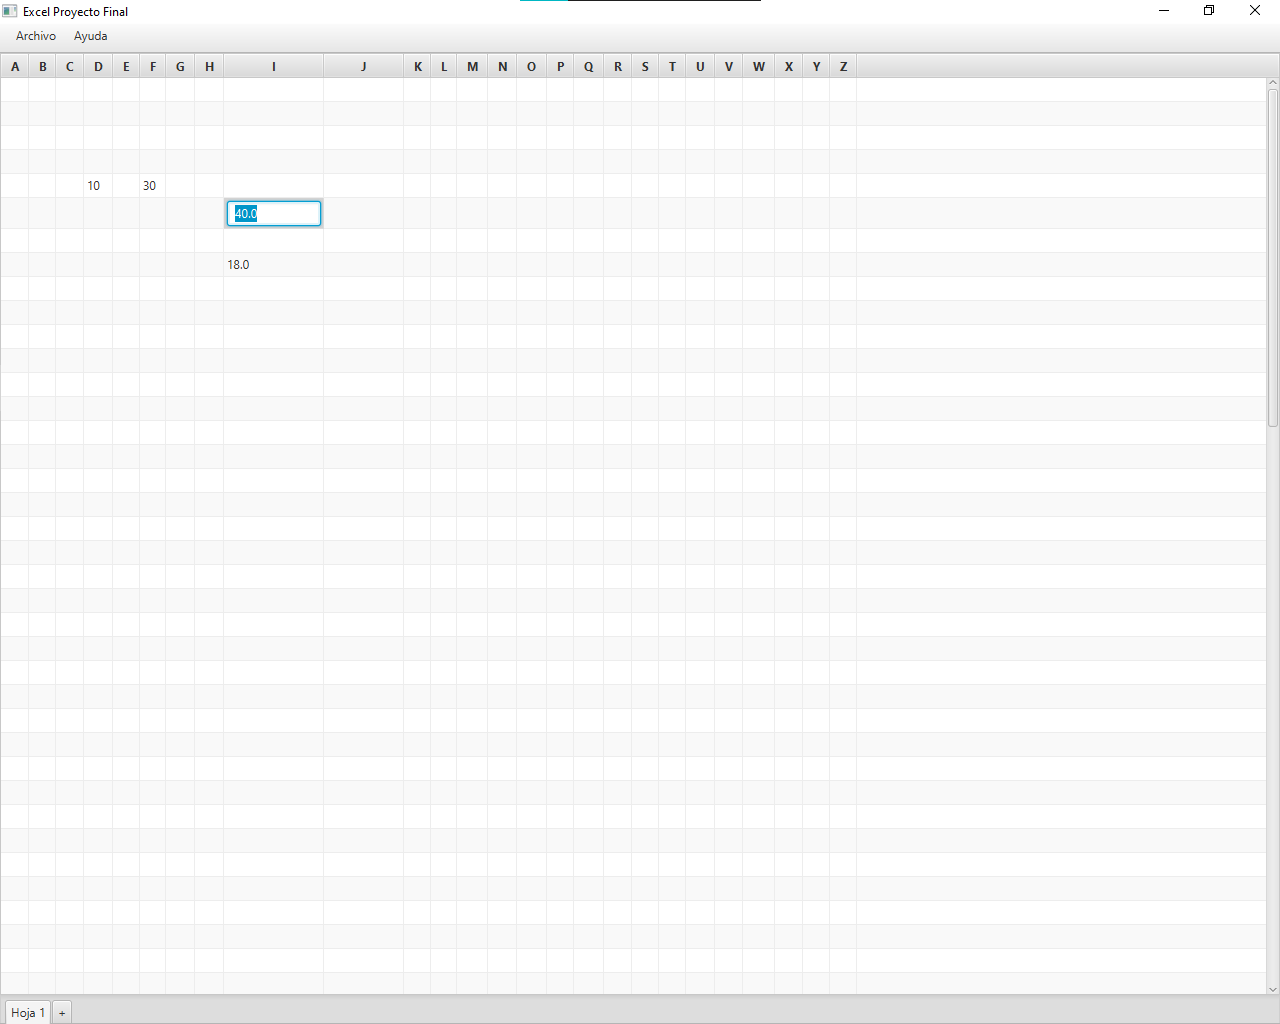 Excel Proyecto Final
Archivo Ayuda
A B C D E F G H I J K L M N O P Q R S T U V W X Y Z
10 30
40.0
18.0
Hoja 1 +